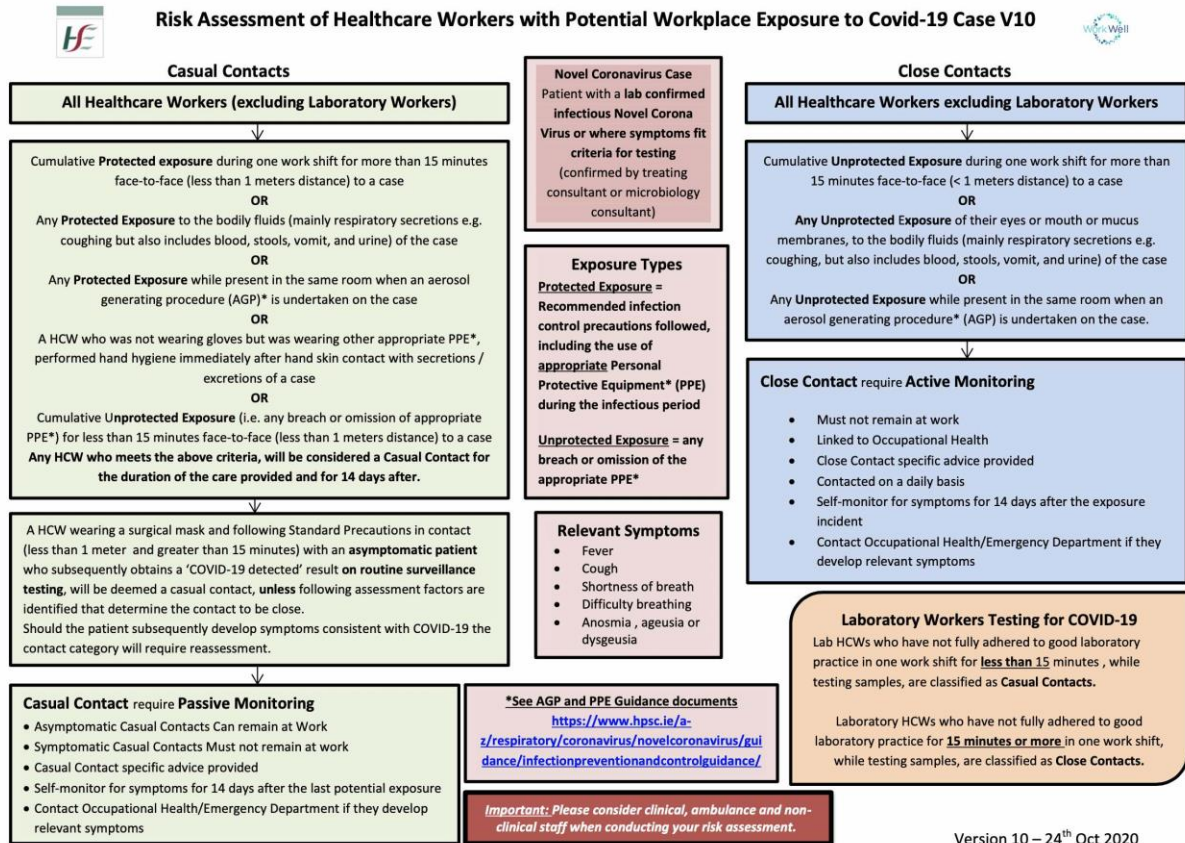 HSE
Risk Assessment of Healthcare Workers with Potential Workplace Exposure to Covid-19 Case V10
Work Well
Casual Contacts
All Healthcare Workers (excluding Laboratory Workers)
Cumulative Protected exposure during one work shift for more than 15 minutes
face-to-face (less than 1 meters distance) to a case
OR
Any Protected Exposure to the bodily fluids (mainly respiratory secretions e.g.
coughing but also includes blood, stools, vomit, and urine) of the case
OR
Any Protected Exposure while present in the same room when an aerosol
generating procedure (AGP)* is undertaken on the case
OR
A HCW who was not wearing gloves but was wearing other appropriate PPE*,
performed hand hygiene immediately after hand skin contact with secretions /
excretions of a case
OR
Cumulative Unprotected Exposure (i.e. any breach or omission of appropriate
PPE*) for less than 15 minutes face-to-face (less than 1 meters distance) to a case
Any HCW who meets the above criteria, will be considered a Casual Contact for
the duration of the care provided and for 14 days after.
A HCW wearing a surgical mask and following Standard Precautions in contact
(less than 1 meter and greater than 15 minutes) with an asymptomatic patient
who subsequently obtains a 'COVID-19 detected' result on routine surveillance
testing, will be deemed a casual contact, unless following assessment factors are
identified that determine the contact to be close.
Should the patient subsequently develop symptoms consistent with COVID-19 the
contact category will require reassessment.
Casual Contact require Passive Monitoring
• Asymptomatic Casual Contacts Can remain at Work
• Symptomatic Casual Contacts Must not remain at work
• Casual Contact specific advice provided
• Self-monitor for symptoms for 14 days after the last potential exposure
• Contact Occupational Health/Emergency Department if they develop
relevant symptoms
Novel Coronavirus Case
Patient with a lab confirmed
infectious Novel Corona
Virus or where symptoms fit
criteria for testing
(confirmed by treating
consultant or microbiology
consultant)
Exposure Types
Protected Exposure =
Recommended infection
control precautions followed,
including the use of
appropriate Personal
Protective Equipment* (PPE)
during the infectious period
Unprotected Exposure = any
breach or omission of the
appropriate PPE*
Relevant Symptoms
• Fever
• Cough
• Shortness of breath
• Difficulty breathing
• Anosmia , ageusia or
dysgeusia
*See AGP and PPE Guidance documents
https://www.hpsc.ie/a-
z/respiratory/coronavirus/novelcoronavirus/gui
dance/infectionpreventionandcontrolguidance/
Important: Please consider clinical, ambulance and non-
clinical staff when conducting your risk assessment.
Close Contacts
All Healthcare Workers excluding Laboratory Workers
Cumulative Unprotected Exposure during one work shift for more than
15 minutes face-to-face (< 1 meters distance) to a case
OR
Any Unprotected Exposure of their eyes or mouth or mucus
membranes, to the bodily fluids (mainly respiratory secretions e.g.
coughing, but also includes blood, stools, vomit, and urine) of the case
OR
Any Unprotected Exposure while present in the same room when an
aerosol generating procedure* (AGP) is undertaken on the case.
Close Contact require Active Monitoring
• Must not remain at work
• Linked to Occupational Health
• Close Contact specific advice provided
• Contacted on a daily basis
• Self-monitor for symptoms for 14 days after the exposure
incident
• Contact Occupational Health/Emergency Department if they
develop relevant symptoms
Laboratory Workers Testing for COVID-19
Lab HCWs who have not fully adhered to good laboratory
practice in one work shift for less than 15 minutes , while
testing samples, are classified as Casual Contacts.
Laboratory HCWs who have not fully adhered to good
laboratory practice for 15 minutes or more in one work shift,
while testing samples, are classified as Close Contacts.
Version 10 – 24th Oct 2020